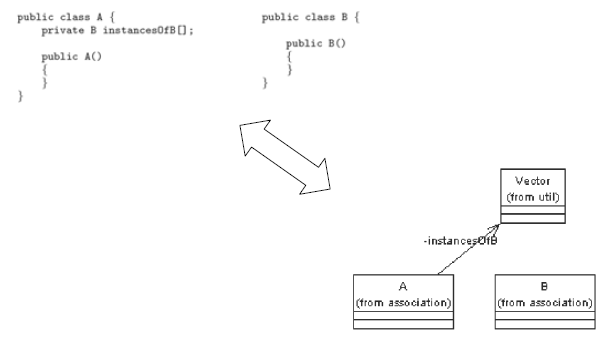 public class A {
private B instancesOfB[];
public A()
{
}
}
public class B {
public B()
{
}
}
Vector
(from util)
-instancesOfB
A
(from association)
B
(from association)